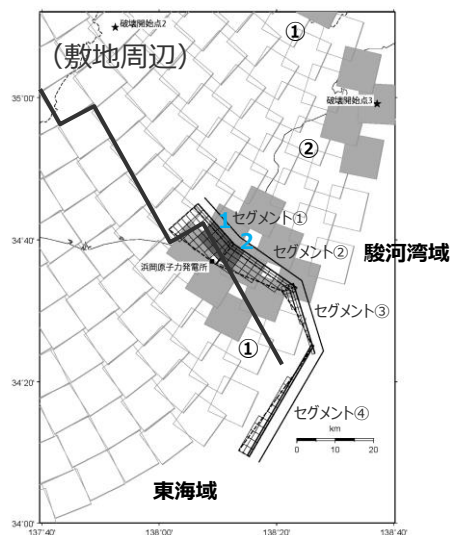 破壊開始点2
①
（敷地周辺）
35°00'
破壊開始点3
②
1
セグメント①
2
34°40'
セグメント②
駿河湾域
浜岡原子力発電所
セグメント③
①
34°20'
セグメント④
km
0 10 20
東海域
34°00'
137°40' 138°00' 138°20' 138°40'